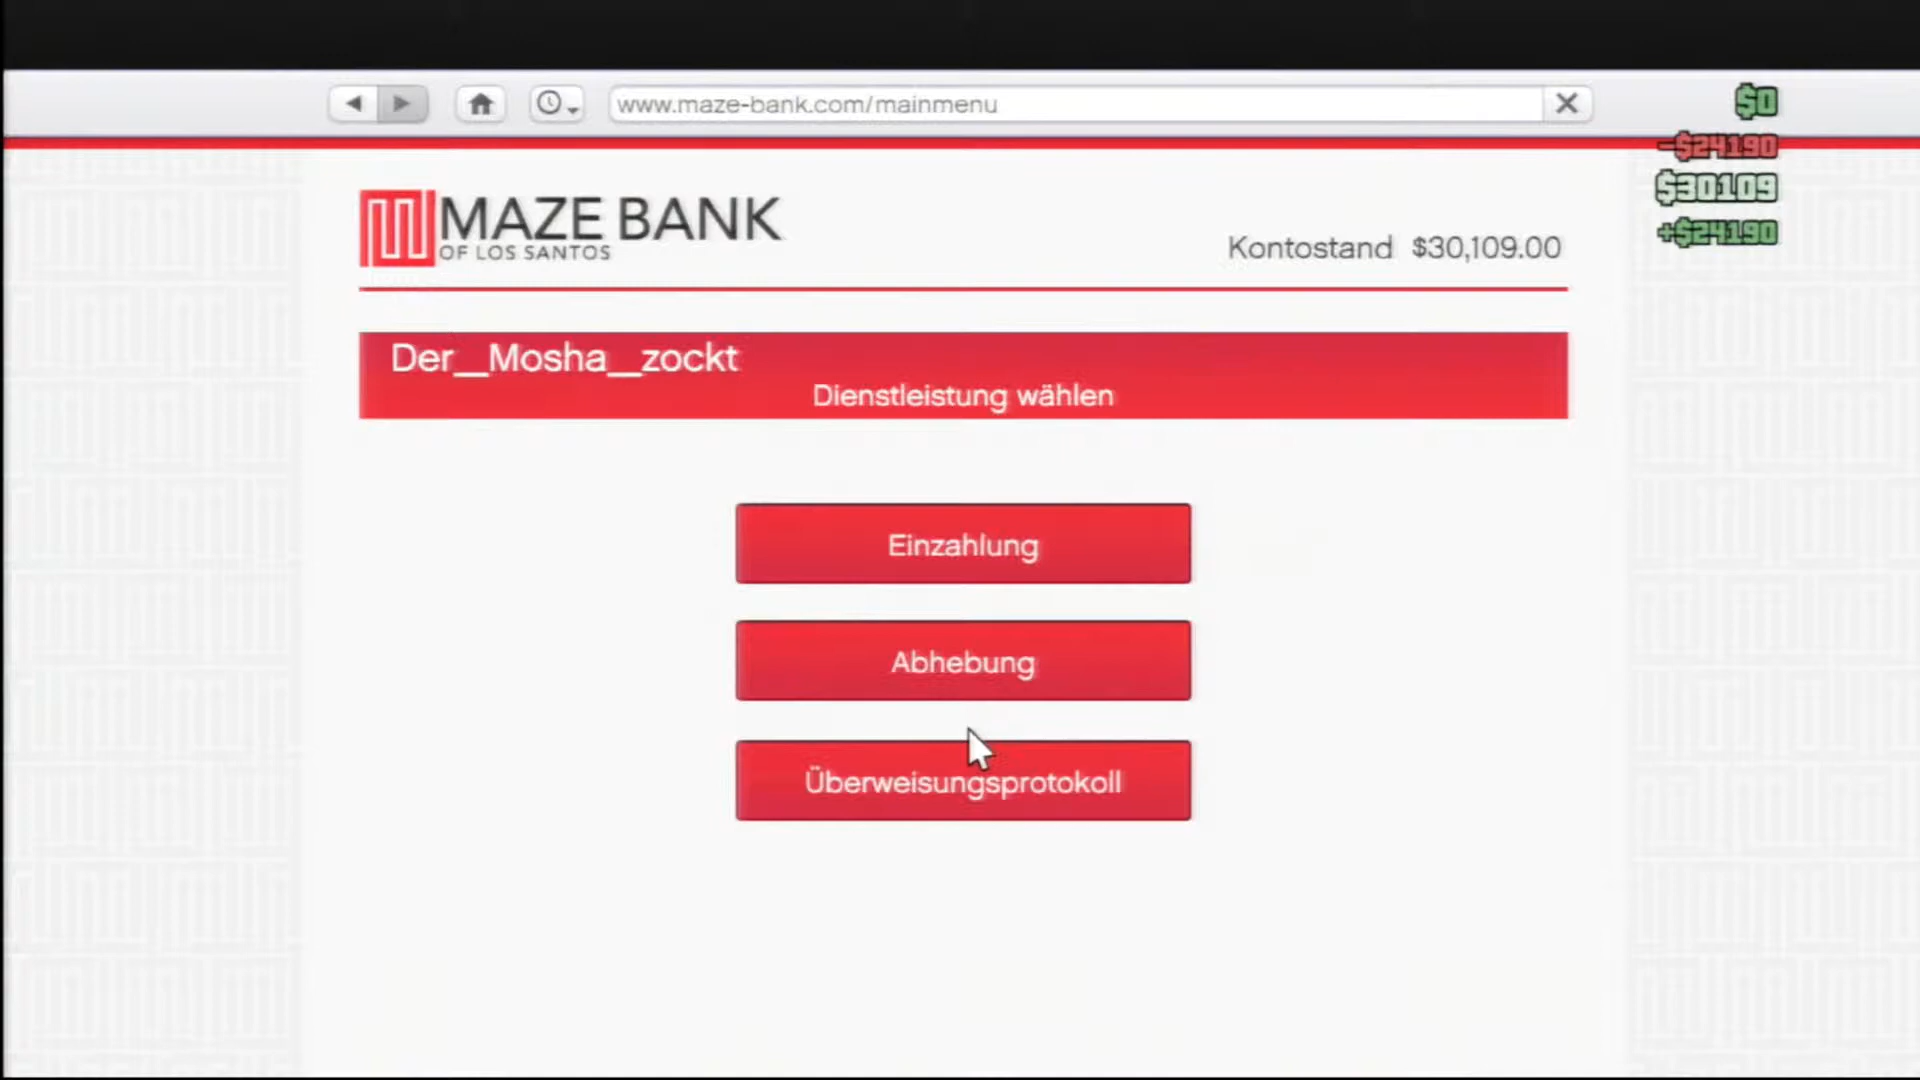 www.maze-bank.com/mainmenu
$0
-$24190
$30109
+$24190
MAZE BANK
OF LOS SANTOS
Kontostand $30,109.00
Der__Mosha__zockt
Dienstleistung wählen
Einzahlung
Abhebung
Überweisungsprotokoll